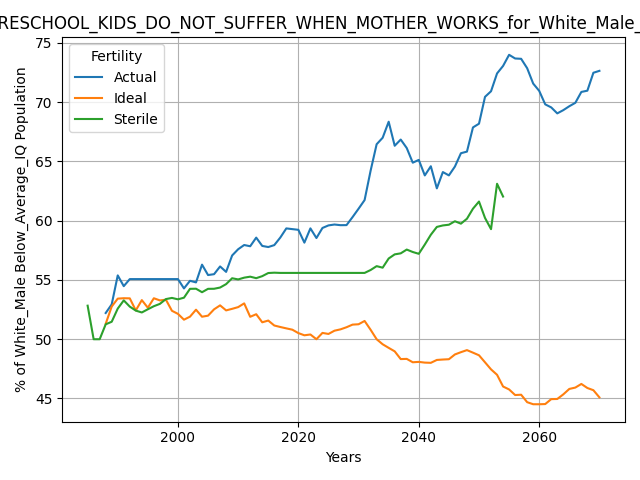 RESCHOOL_KIDS_DO_NOT_SUFFER_WHEN_MOTHER_WORKS_for_White_Male_
% of White_Male Below_Average_IQ Population
75
70
65
60
55
50
45
Fertility
Actual
Ideal
Sterile
2000
2020
2040
2060
Years